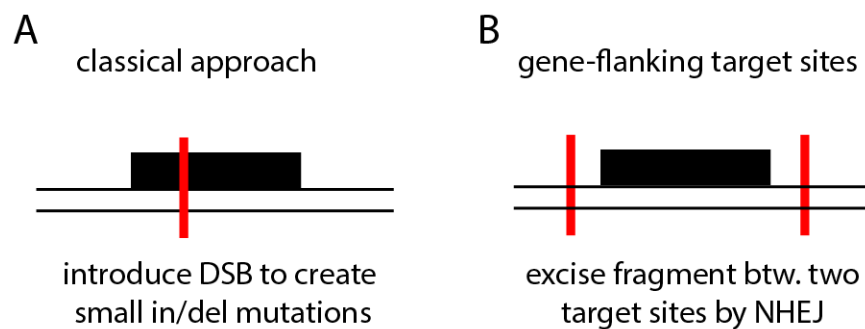 A
classical approach
introduce DSB to create
small in/del mutations
B
gene-flanking target sites
excise fragment btw. two
target sites by NHEJ